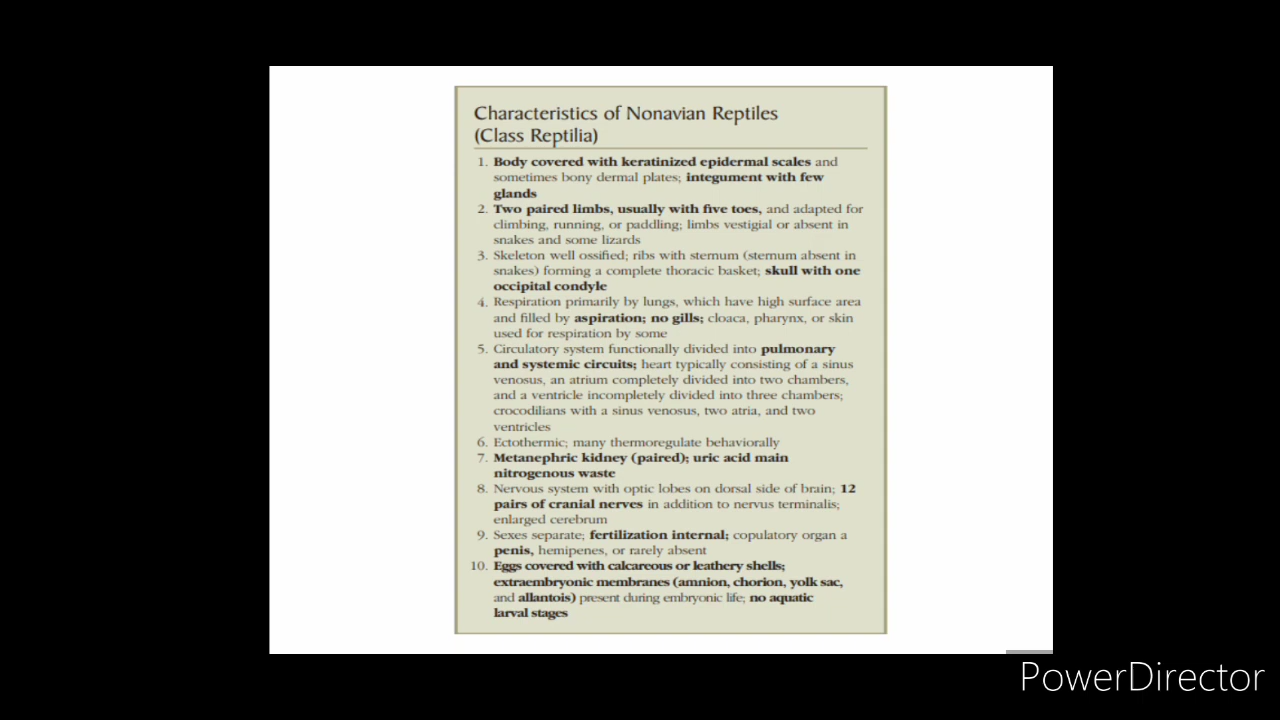 Characteristics of Nonavian Reptiles
(Class Reptilia)
1. Body covered with keratinized epidermal scales and
sometimes bony dermal plates; integument with few
glands
2. Two paired limbs, usually with five toes, and adapted for
climbing, running, or paddling; limbs vestigial or absent in
snakes and some lizards
3. Skeleton well ossified; ribs with sternum (sternum absent in
snakes) forming a complete thoracic basket; skull with one
occipital condyle
4. Respiration primarily by lungs, which have high surface area
and filled by aspiration; no gills; cloaca, pharynx, or skin
used for respiration by some
5. Circulatory system functionally divided into pulmonary
and systemic circuits; heart typically consisting of a sinus
venosus, an atrium completely divided into two chambers,
and a ventricle incompletely divided into three chambers;
crocodilians with a sinus venosus, two atria, and two
ventricles
6. Ectothermic; many thermoregulate behaviorally
7. Metanephric kidney (paired); uric acid main
nitrogenous waste
8. Nervous system with optic lobes on dorsal side of brain; 12
pairs of cranial nerves in addition to nervus terminalis;
enlarged cerebrum
9. Sexes separate; fertilization internal; copulatory organ a
penis, hemipenes, or rarely absent
10. Eggs covered with calcareous or leathery shells;
extraembryonic membranes (amnion, chorion, yolk sac,
and allantois) present during embryonic life; no aquatic
larval stages
PowerDirector